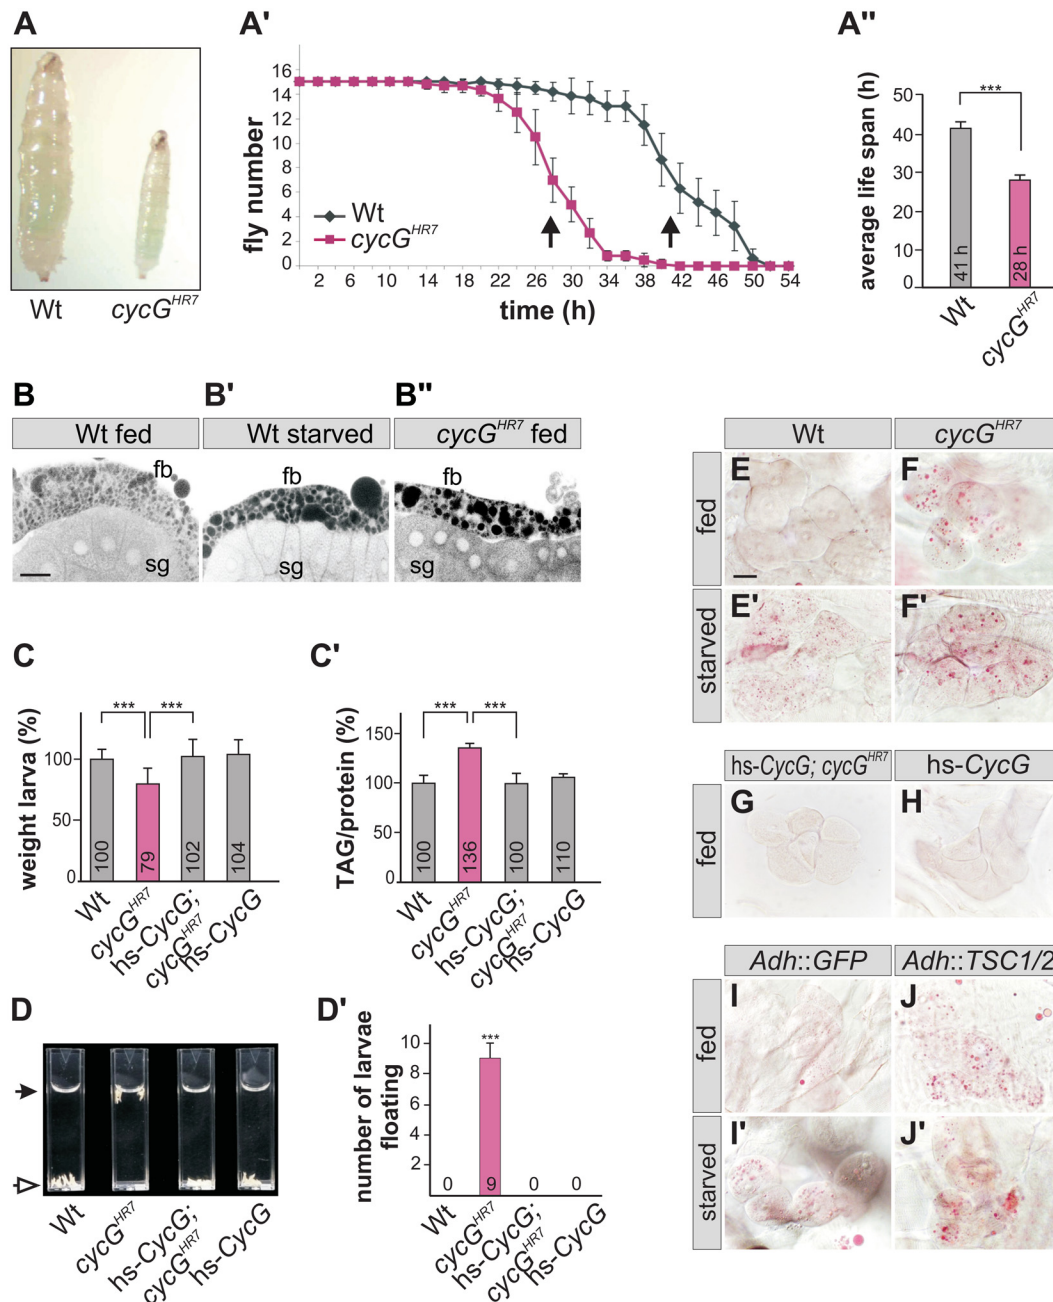 A
Wt
cycG^HR7
A'
fly number
16
14
12
10
8
6
4
2
0
Wt
cycG^HR7
2 6 10 14 18 22 26 30 34 38 42 46 50 54
time (h)
A"
average life span (h)
50
40
30
20
10
0
***
41 h
28 h
Wt
cycG^HR7
B
Wt fed
fb
sg
B'
Wt starved
fb
sg
B"
cycG^HR7 fed
fb
sg
C
weight larva (%)
100
50
0
*** ***
100
79
102
104
Wt
cycG^HR7
hs-CycG;
cycG^HR7
hs-CycG
C'
TAG/protein (%)
150
100
50
0
*** ***
100
136
100
110
Wt
cycG^HR7
hs-CycG;
cycG^HR7
hs-CycG
D
Wt
cycG^HR7
hs-CycG;
cycG^HR7
hs-CycG
D'
number of larvae
floating
10
8
6
4
2
***
0 9 0 0
Wt
cycG^HR7
hs-CycG;
cycG^HR7
hs-CycG
Wt
cycG^HR7
fed
E
F
starved
E'
F'
hs-CycG; cycG^HR7
hs-CycG
fed
G
H
Adh::GFP
Adh::TSC1/2
fed
I
J
starved
I'
J'